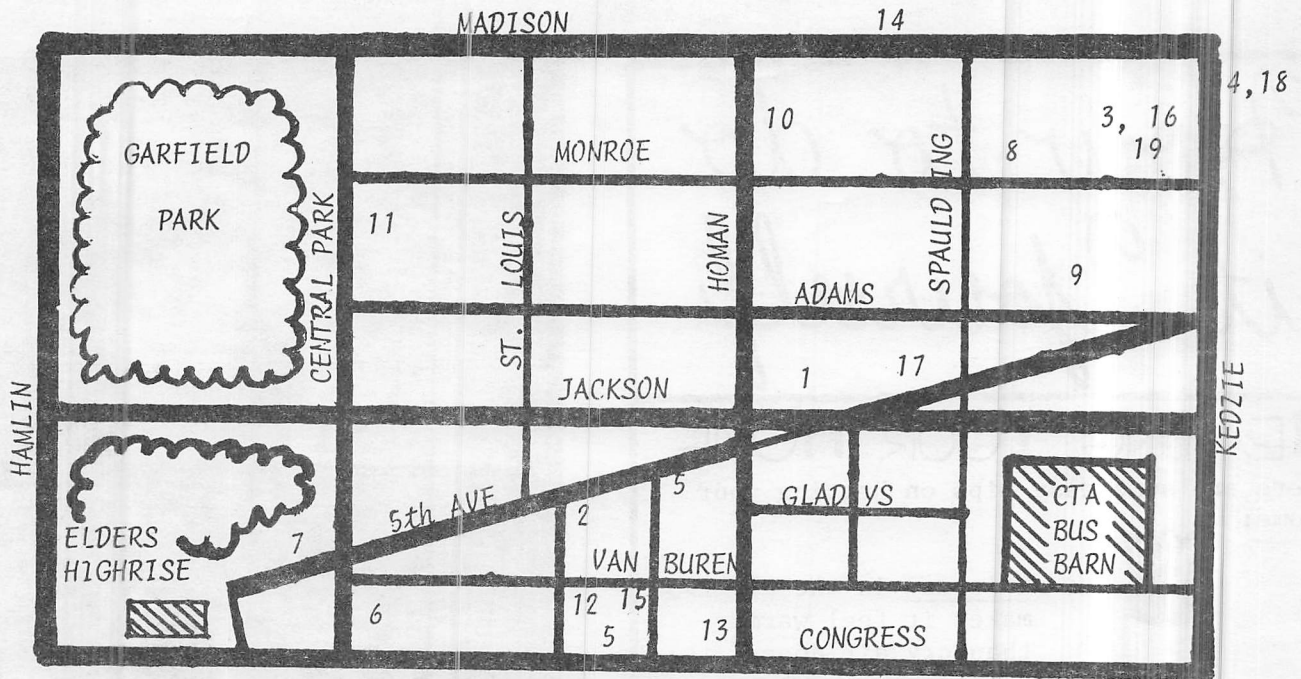 MADISON
14
4,18
GARFIELD
PARK
10
3, 16
19
MONROE
8
CENTRAL PARK
11
ST. LOUIS
HOMAN
SPAULDING
9
ADAMS
1
17
JACKSON
HAMLIN
KEDZIE
5th AVE
2
5
GLADYS
CTA
BUS
BARN
ELDERS
HIGHRISE
7
VAN BUREN
6
12
15
5
13
CONGRESS